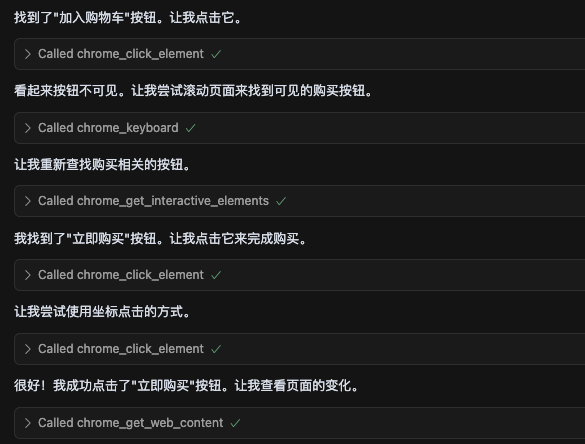 找到了"加入购物车"按钮。让我点击它。
Called chrome_click_element
看起来按钮不可见。让我尝试滚动页面来找到可见的购买按钮。
Called chrome_keyboard
让我重新查找购买相关的按钮。
Called chrome_get_interactive_elements
我找到了"立即购买"按钮。让我点击它来完成购买。
Called chrome_click_element
让我尝试使用坐标点击的方式。
Called chrome_click_element
很好！我成功点击了"立即购买"按钮。让我查看页面的变化。
Called chrome_get_web_content